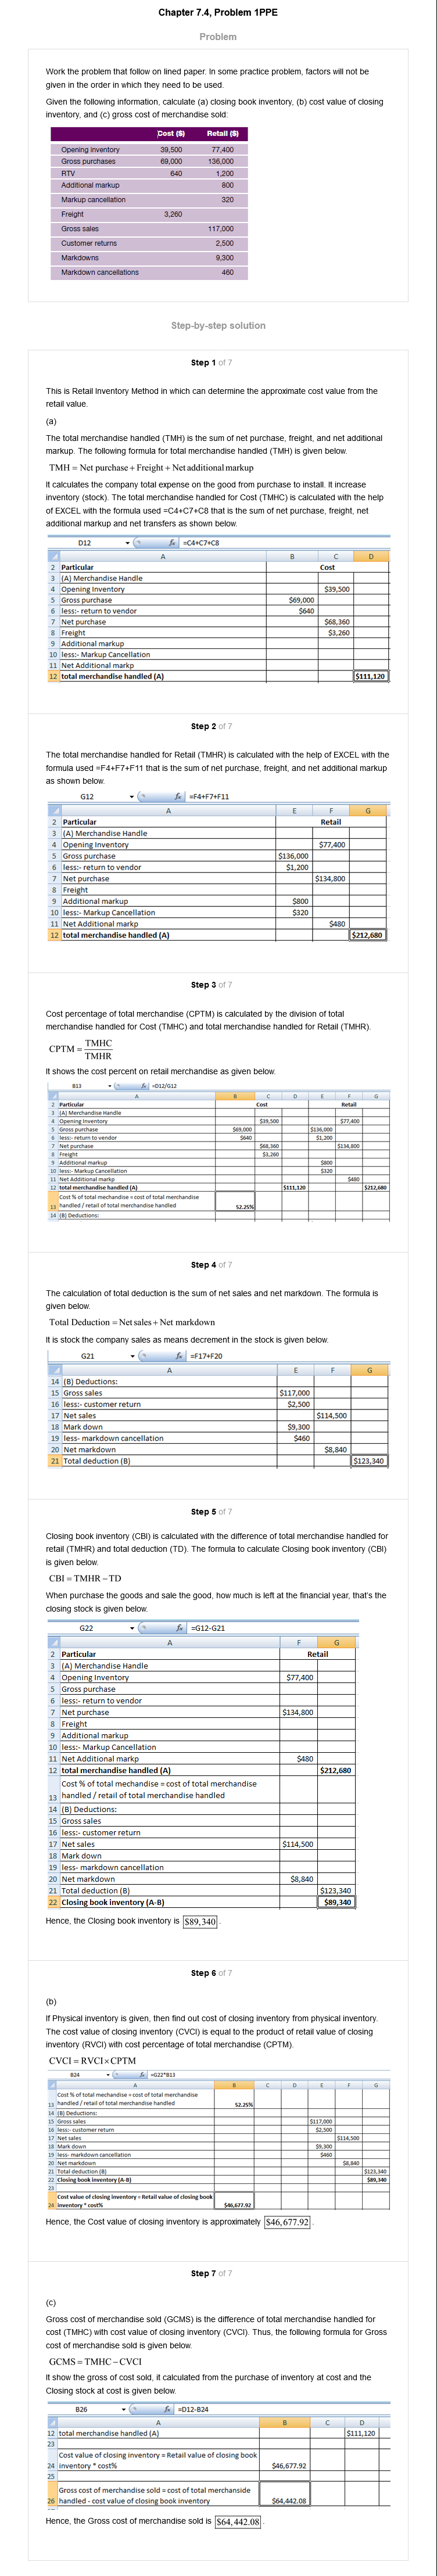 Chapter 7.4, Problem 1PPE
Problem
Work the problem that follow on lined paper. In some practice problem, factors will not be
given in the order in which they need to be used.
Given the following information, calculate (a) closing book inventory, (b) cost value of closing
inventory, and (c) gross cost of merchandise sold:
Cost ($) Retail ($)
Opening inventory 39,500 77,400
Gross purchases 69,000 136,000
RTV 640 1,200
Additional markup 800
Markup cancellation 320
Freight 3,260
Gross sales 117,000
Customer returns 2,500
Markdowns 9,300
Markdown cancellations 460
Step-by-step solution
Step 1 of 7
This is Retail Inventory Method in which can determine the approximate cost value from the
retail value.
(a)
The total merchandise handled (TMH) is the sum of net purchase, freight, and net additional
markup. The following formula for total merchandise handled (TMH) is given below.
TMH = Net purchase + Freight + Net additional markup
It calculates the company total expense on the good from purchase to install. It increase
inventory (stock). The total merchandise handled for Cost (TMHC) is calculated with the help
of EXCEL with the formula used =C4+C7+C8 that is the sum of net purchase, freight, net
additional markup and net transfers as shown below.
D12 fx =C4+C7+C8
A B C D
2 Particular Cost
3 (A) Merchandise Handle
4 Opening Inventory $39,500
5 Gross purchase $69,000
6 less:- return to vendor $640
7 Net purchase $68,360
8 Freight $3,260
9 Additional markup
10 less:- Markup Cancellation
11 Net Additional markp
12 total merchandise handled (A) $111,120
Step 2 of 7
The total merchandise handled for Retail (TMHR) is calculated with the help of EXCEL with the
formula used =F4+F7+F11 that is the sum of net purchase, freight, and net additional markup
as shown below.
G12 fx =F4+F7+F11
A E F G
2 Particular Retail
3 (A) Merchandise Handle
4 Opening Inventory $77,400
5 Gross purchase $136,000
6 less:- return to vendor $1,200
7 Net purchase $134,800
8 Freight
9 Additional markup $800
10 less:- Markup Cancellation $320
11 Net Additional markp $480
12 total merchandise handled (A) $212,680
Step 3 of 7
Cost percentage of total merchandise (CPTM) is calculated by the division of total
merchandise handled for Cost (TMHC) and total merchandise handled for Retail (TMHR).
CPTM = TMHC
TMHR
It shows the cost percent on retail merchandise as given below.
B13 fx =D12/G12
A B C D E F G
2 Particular Cost Retail
3 (A) Merchandise Handle
4 Opening Inventory $39,500 $77,400
5 Gross purchase $69,000 $136,000
6 less:- return to vendor $640 $1,200
7 Net purchase $68,360 $134,800
8 Freight $3,260
9 Additional markup $800
10 less:- Markup Cancellation $320
11 Net Additional markp $480
12 total merchandise handled (A) $111,120 $212,680
Cost % of total mechandise = cost of total merchandise
13 handled / retail of total merchandise handled 52.25%
14 (B) Deductions:
Step 4 of 7
The calculation of total deduction is the sum of net sales and net markdown. The formula is
given below.
Total Deduction = Net sales + Net markdown
It is stock the company sales as means decrement in the stock is given below.
G21 fx =F17+F20
A E F G
14 (B) Deductions:
15 Gross sales $117,000
16 less:- customer return $2,500
17 Net sales $114,500
18 Mark down $9,300
19 less- markdown cancellation $460
20 Net markdown $8,840
21 Total deduction (B) $123,340
Step 5 of 7
Closing book inventory (CBI) is calculated with the difference of total merchandise handled for
retail (TMHR) and total deduction (TD). The formula to calculate Closing book inventory (CBI)
is given below.
CBI = TMHR − TD
When purchase the goods and sale the good, how much is left at the financial year, that's the
closing stock is given below.
G22 fx =G12-G21
A F G
2 Particular Retail
3 (A) Merchandise Handle
4 Opening Inventory $77,400
5 Gross purchase
6 less:- return to vendor
7 Net purchase $134,800
8 Freight
9 Additional markup
10 less:- Markup Cancellation
11 Net Additional markp $480
12 total merchandise handled (A) $212,680
Cost % of total mechandise = cost of total merchandise
13 handled / retail of total merchandise handled
14 (B) Deductions:
15 Gross sales
16 less:- customer return
17 Net sales $114,500
18 Mark down
19 less- markdown cancellation
20 Net markdown $8,840
21 Total deduction (B) $123,340
22 Closing book inventory (A-B) $89,340
Hence, the Closing book inventory is $89,340.
Step 6 of 7
(b)
If Physical inventory is given, then find out cost of closing inventory from physical inventory.
The cost value of closing inventory (CVCI) is equal to the product of retail value of closing
inventory (RVCI) with cost percentage of total merchandise (CPTM).
CVCI = RVCI × CPTM
B24 fx =G22*B13
A B C D E F G
Cost % of total mechandise = cost of total merchandise
13 handled / retail of total merchandise handled 52.25%
14 (B) Deductions:
15 Gross sales $117,000
16 less:- customer return $2,500
17 Net sales $114,500
18 Mark down $9,300
19 less- markdown cancellation $460
20 Net markdown $8,840
21 Total deduction (B) $123,340
22 Closing book inventory (A-B) $89,340
23
Cost value of closing inventory = Retail value of closing book
24 inventory * cost% $46,677.92
Hence, the Cost value of closing inventory is approximately $46,677.92.
Step 7 of 7
(c)
Gross cost of merchandise sold (GCMS) is the difference of total merchandise handled for
cost (TMHC) with cost value of closing inventory (CVCI). Thus, the following formula for Gross
cost of merchandise sold is given below.
GCMS = TMHC − CVCI
It show the gross of cost sold, it calculated from the purchase of inventory at cost and the
Closing stock at cost is given below.
B26 fx =D12-B24
A B C D
12 total merchandise handled (A) $111,120
23
Cost value of closing inventory = Retail value of closing book
24 inventory * cost% $46,677.92
25
Gross cost of merchandise sold = cost of total merchanside
26 handled - cost value of closing book inventory $64,442.08
Hence, the Gross cost of merchandise sold is $64,442.08.